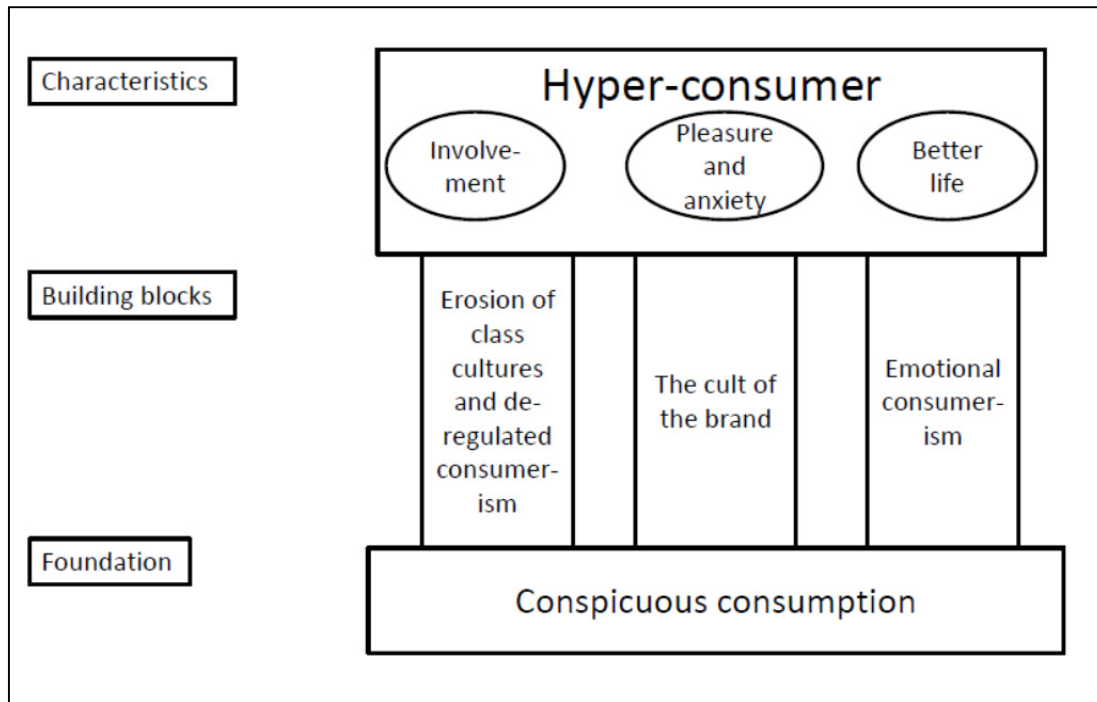 Characteristics
Hyper-consumer
Involve-
ment
Pleasure
and
anxiety
Better
life
Building blocks
Erosion of
class
cultures
and de-
regulated
consumer-
ism
The cult of
the brand
Emotional
consumer-
ism
Foundation
Conspicuous consumption